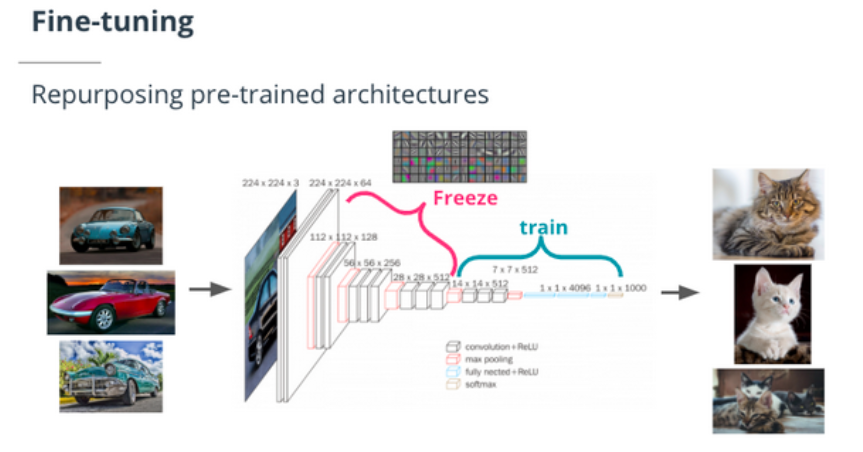 Fine-tuning
Repurposing pre-trained architectures
224 x 224 x 3 224 x 224 x 64
Freeze
train
112 x 112 x 128
56 x 56 x 256
28 x 28 x 512
7 x 7 x 512
14 x 14 x 512
1 x 1 x 4096 1 x 1 x 1000
convolution+ReLU
max pooling
fully nected+ReLU
softmax